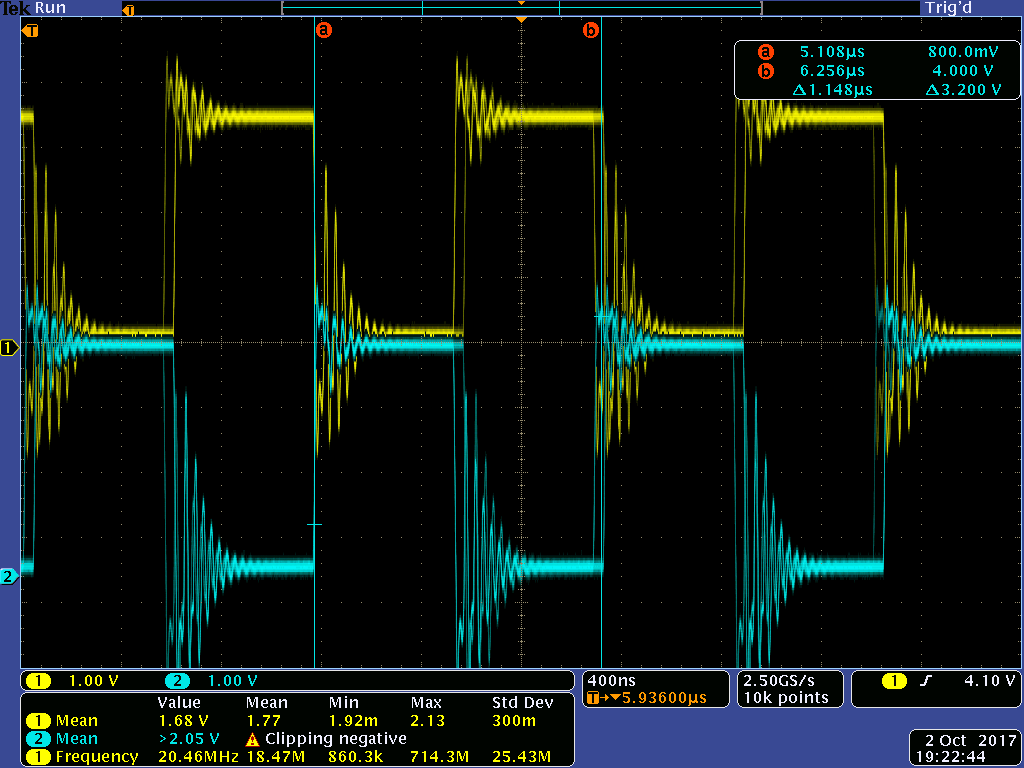 Tek Run Trig'd
T
T a b
a 5.108µs 800.0mV
b 6.256µs 4.000 V
Δ1.148µs Δ3.200 V
1
2
1 1.00 V 2 1.00 V
400ns
T→▼5.93600µs
2.50GS/s
10k points
1 4.10 V
Value Mean Min Max Std Dev
1 Mean 1.68 V 1.77 1.92m 2.13 300m
2 Mean >2.05 V Clipping negative
1 Frequency 20.46MHz 18.47M 860.3k 714.3M 25.43M
2 Oct 2017
19:22:44